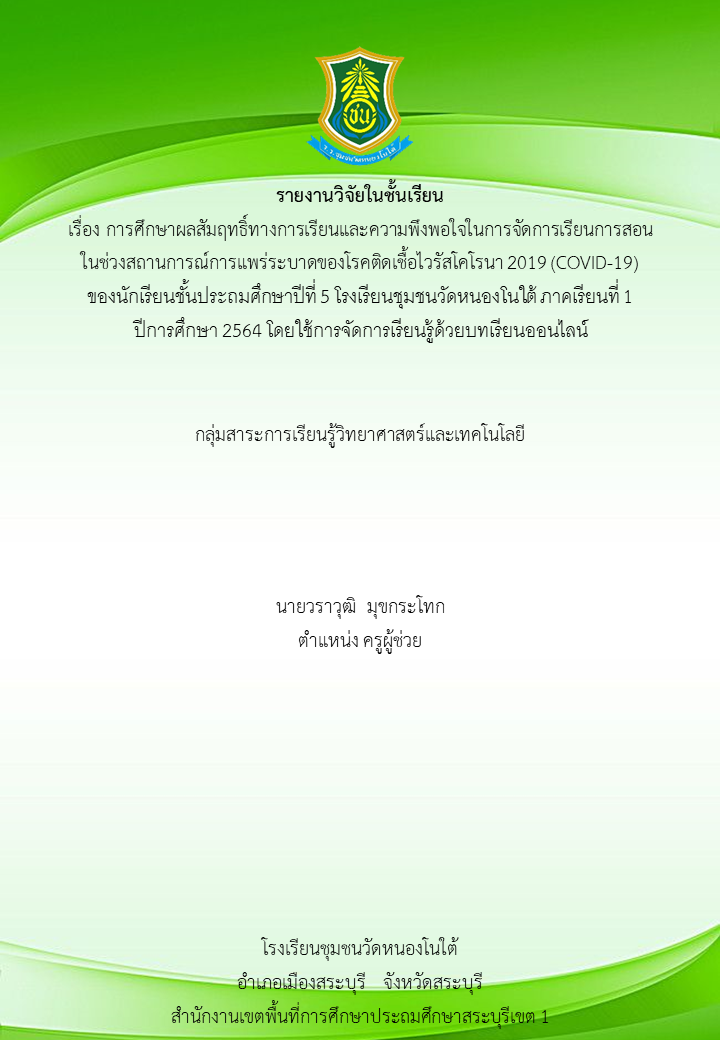 ช น
ร.ร.ชุมชนวัดหนองโนใต้
รายงานวิจัยในชั้นเรียน
เรื่อง การศึกษาผลสัมฤทธิ์ทางการเรียนและความพึงพอใจในการจัดการเรียนการสอน
ในช่วงสถานการณ์การแพร่ระบาดของโรคติดเชื้อไวรัสโคโรนา 2019 (COVID-19)
ของนักเรียนชั้นประถมศึกษาปีที่ 5 โรงเรียนชุมชนวัดหนองโนใต้ ภาคเรียนที่ 1
ปีการศึกษา 2564 โดยใช้การจัดการเรียนรู้ด้วยบทเรียนออนไลน์
กลุ่มสาระการเรียนรู้วิทยาศาสตร์และเทคโนโลยี
นายวราวุฒิ มุขกระโทก
ตำแหน่ง ครูผู้ช่วย
โรงเรียนชุมชนวัดหนองโนใต้
อำเภอเมืองสระบุรี จังหวัดสระบุรี
สำนักงานเขตพื้นที่การศึกษาประถมศึกษาสระบุรีเขต 1